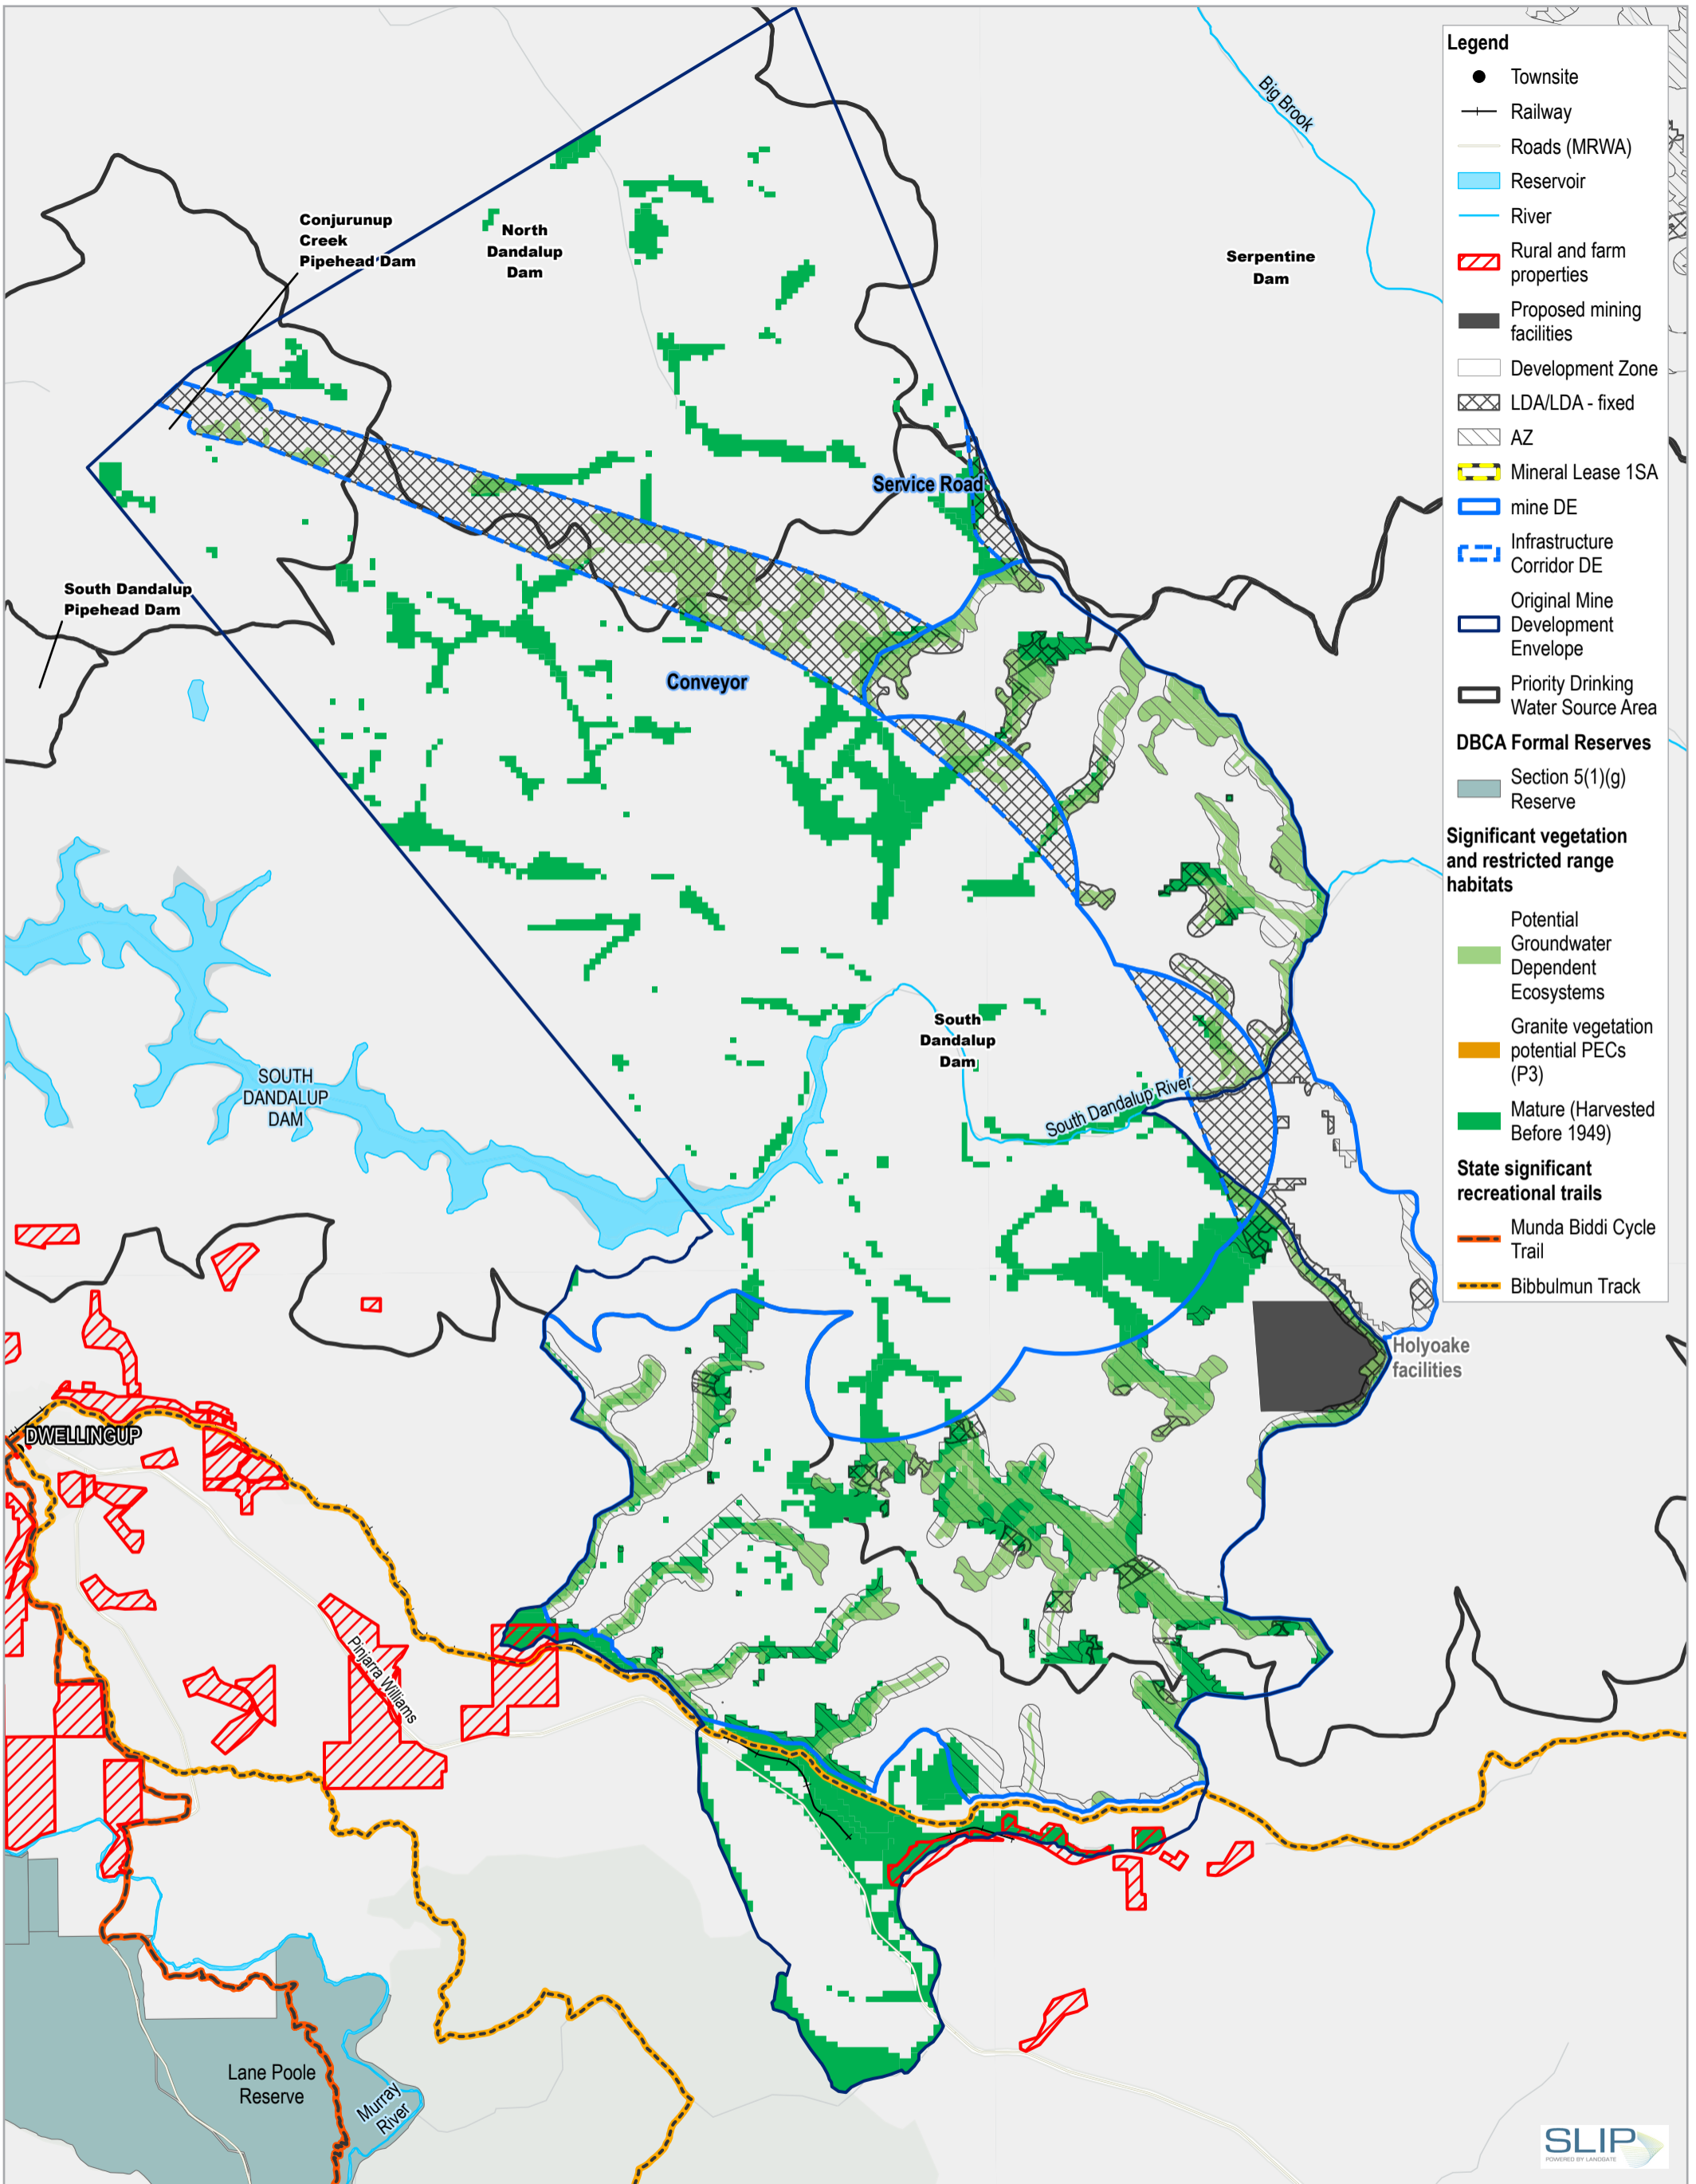 Big Brook
Conjurunup
Creek
Pipehead Dam
North
Dandalup
Dam
Serpentine
Dam
Service Road
South Dandalup
Pipehead Dam
Conveyor
South
Dandalup
Dam
SOUTH
DANDALUP
DAM
South Dandalup River
Holyoake
facilities
DWELLINGUP
Pinjarra Williams
Lane Poole
Reserve
Murray
River
Legend
Townsite
Railway
Roads (MRWA)
Reservoir
River
Rural and farm
properties
Proposed mining
facilities
Development Zone
LDA/LDA - fixed
AZ
Mineral Lease 1SA
mine DE
Infrastructure
Corridor DE
Original Mine
Development
Envelope
Priority Drinking
Water Source Area
DBCA Formal Reserves
Section 5(1)(g)
Reserve
Significant vegetation
and restricted range
habitats
Potential
Groundwater
Dependent
Ecosystems
Granite vegetation
potential PECs
(P3)
Mature (Harvested
Before 1949)
State significant
recreational trails
Munda Biddi Cycle
Trail
Bibbulmun Track
SLIP
POWERED BY LANDGATE